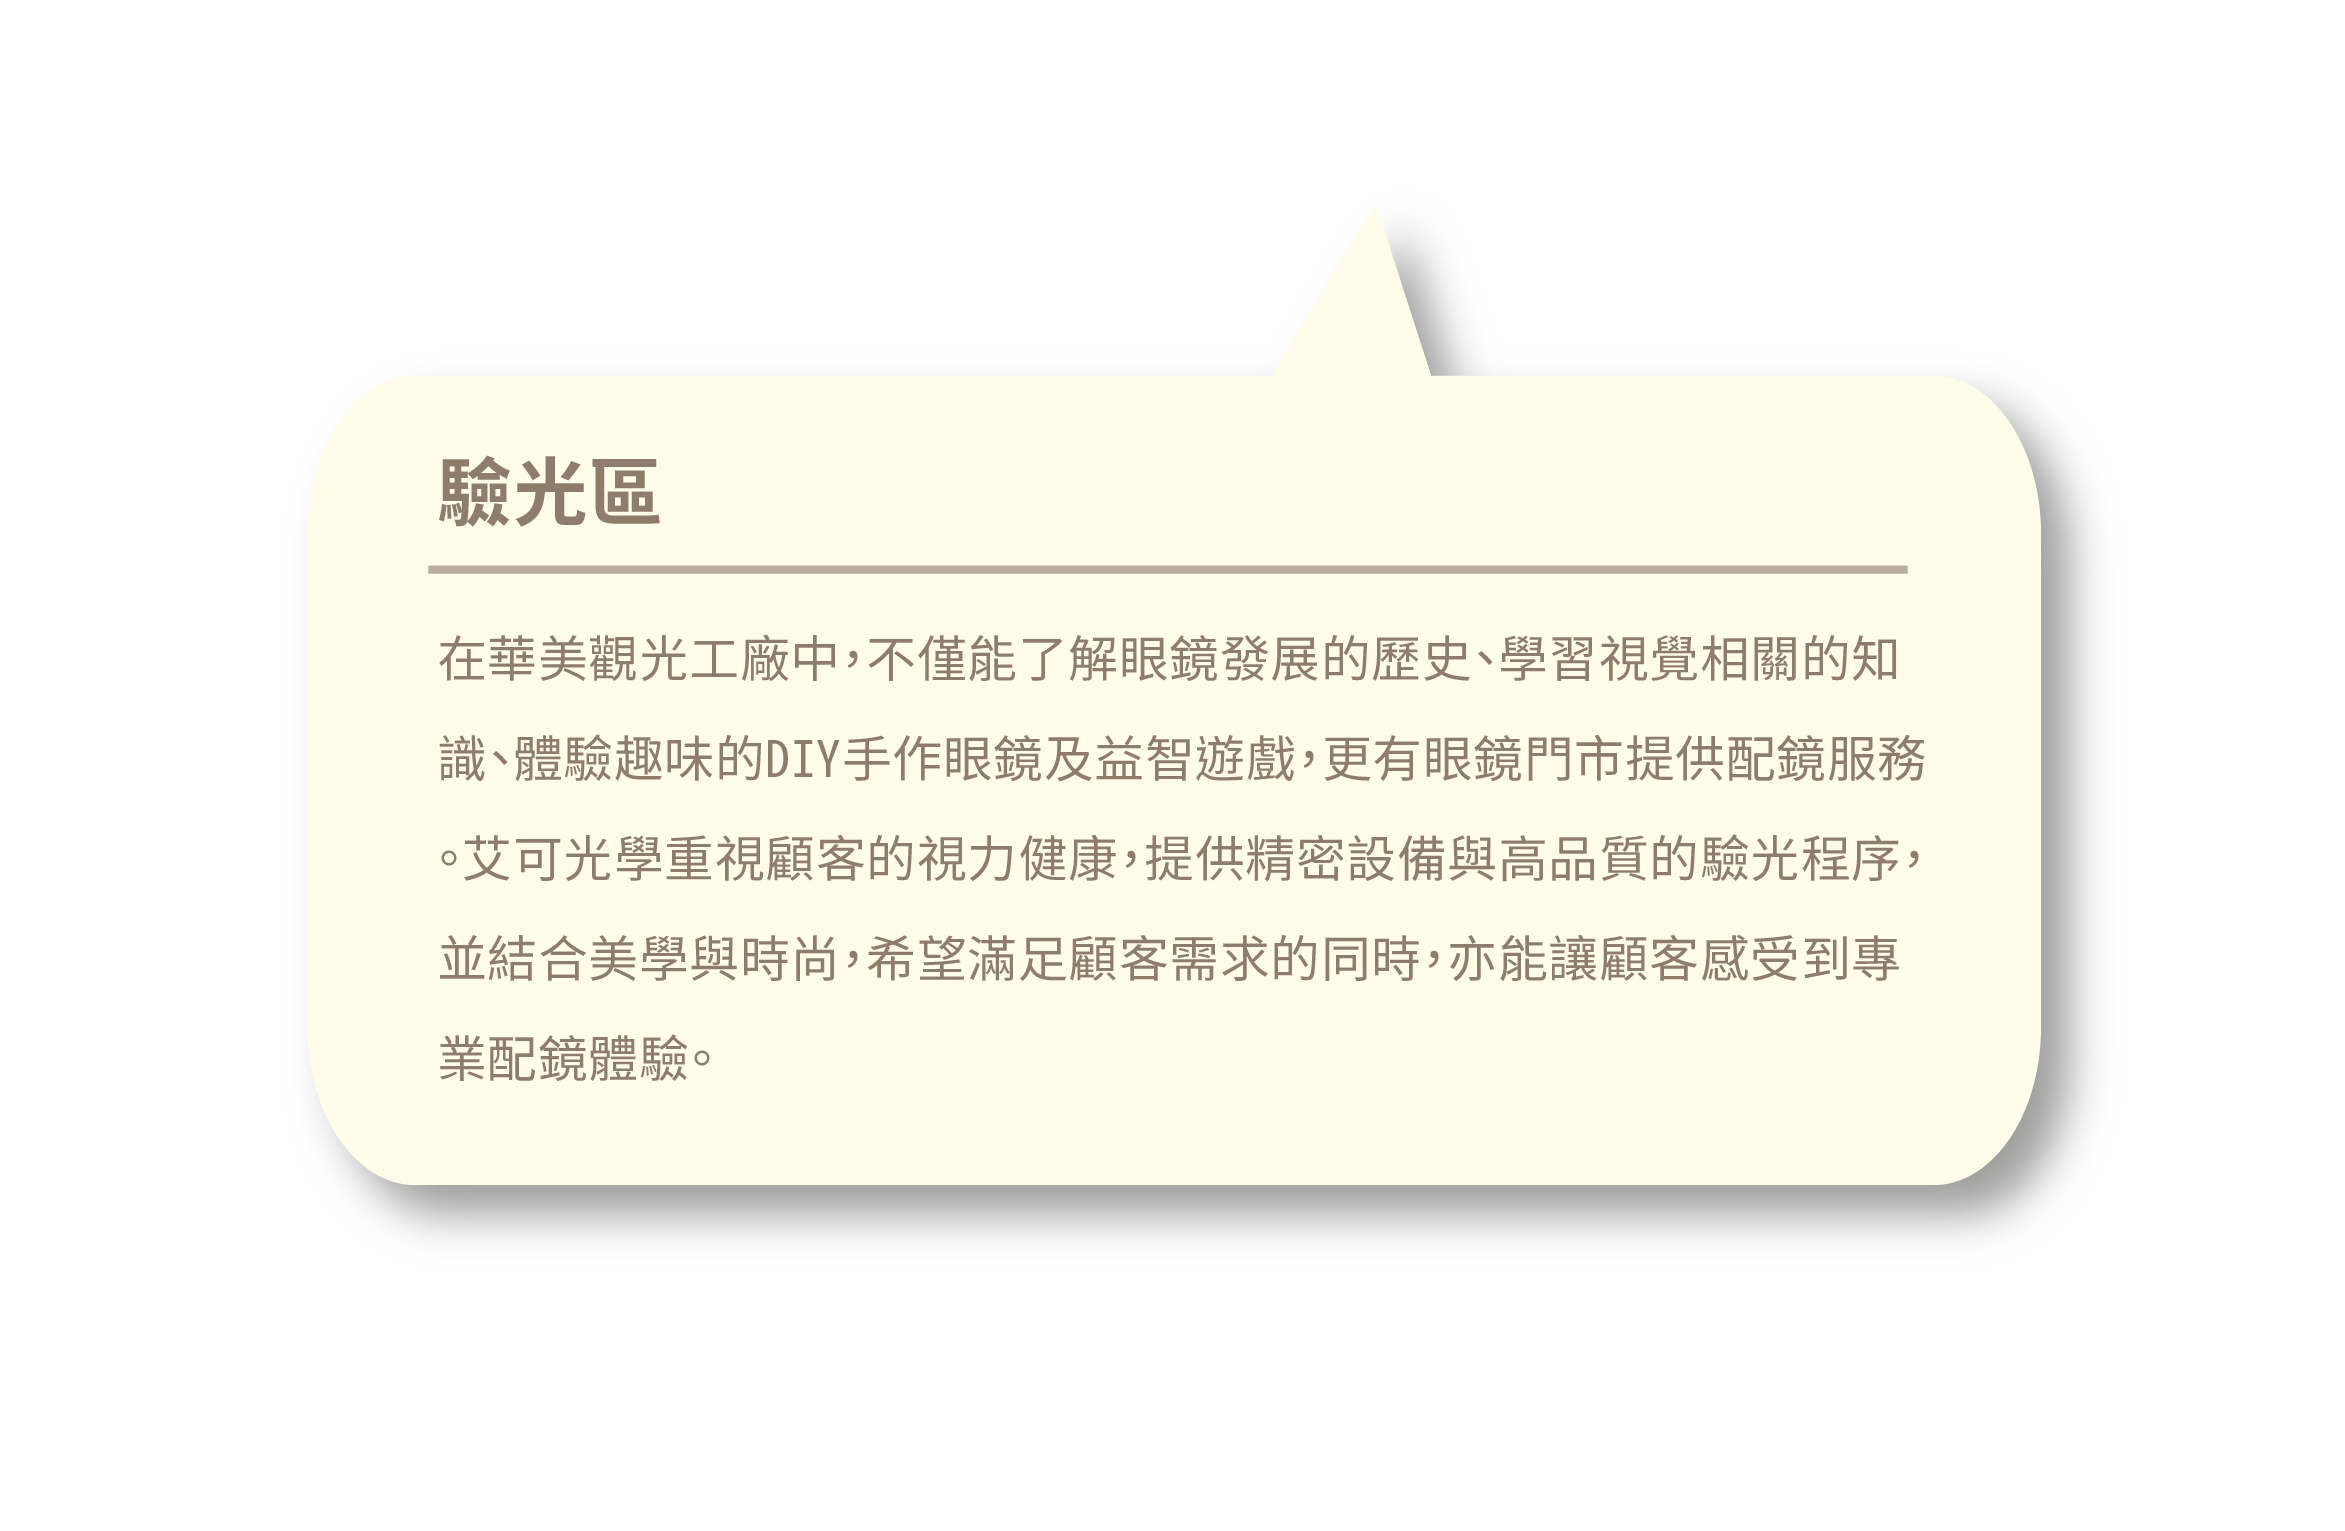 驗光區
在華美觀光工廠中，不僅能了解眼鏡發展的歷史、學習視覺相關的知
識、體驗趣味的DIY手作眼鏡及益智遊戲，更有眼鏡門市提供配鏡服務
。艾可光學重視顧客的視力健康，提供精密設備與高品質的驗光程序，
並結合美學與時尚，希望滿足顧客需求的同時，亦能讓顧客感受到專
業配鏡體驗。